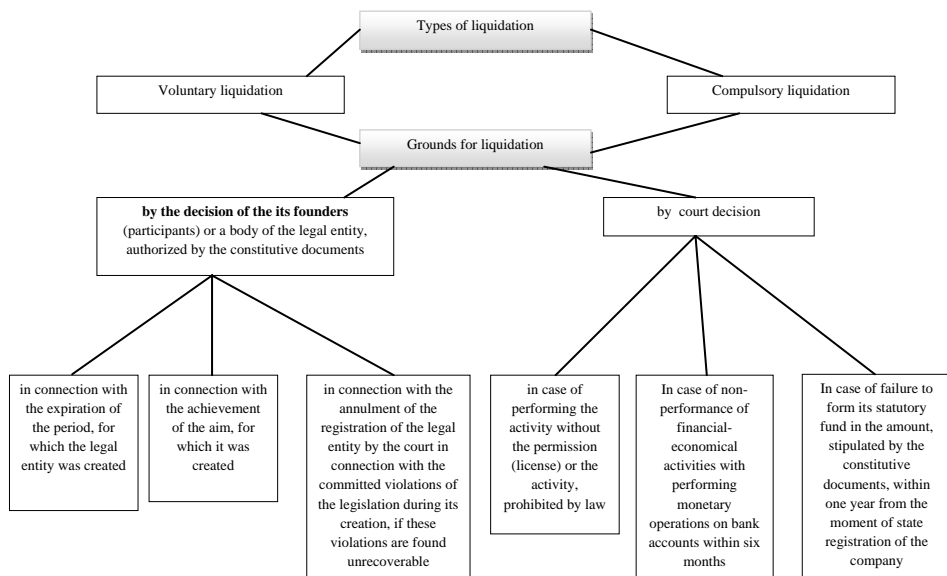 Types of liquidation
Voluntary liquidation
Compulsory liquidation
Grounds for liquidation
by the decision of the its founders
(participants) or a body of the legal entity,
authorized by the constitutive documents
by court decision
in connection with
the expiration of
the period, for
which the legal
entity was created
in connection with
the achievement of
the aim, for
which it was
created
in connection with the
annulment of the
registration of the legal
entity by the court in
connection with the
committed violations of
the legislation during its
creation, if these
violations are found
unrecoverable
in case of
performing the
activity without
the permission
(license) or the
activity,
prohibited by law
In case of non-
performance of
financial-
economical
activities with
performing
monetary
operations on bank
accounts within six
months
In case of failure to
form its statutory
fund in the amount,
stipulated by the
constitutive
documents, within
one year from the
moment of state
registration of the
company